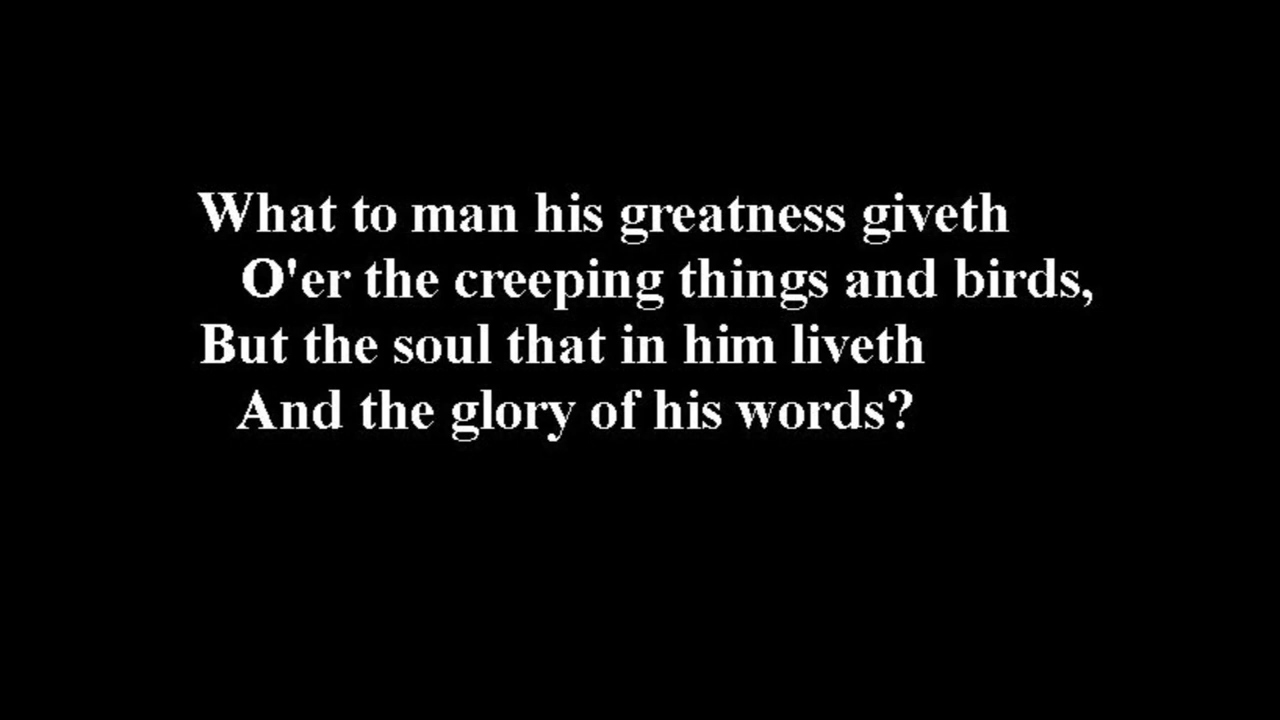 What to man his greatness giveth
O'er the creeping things and birds,
But the soul that in him liveth
And the glory of his words?